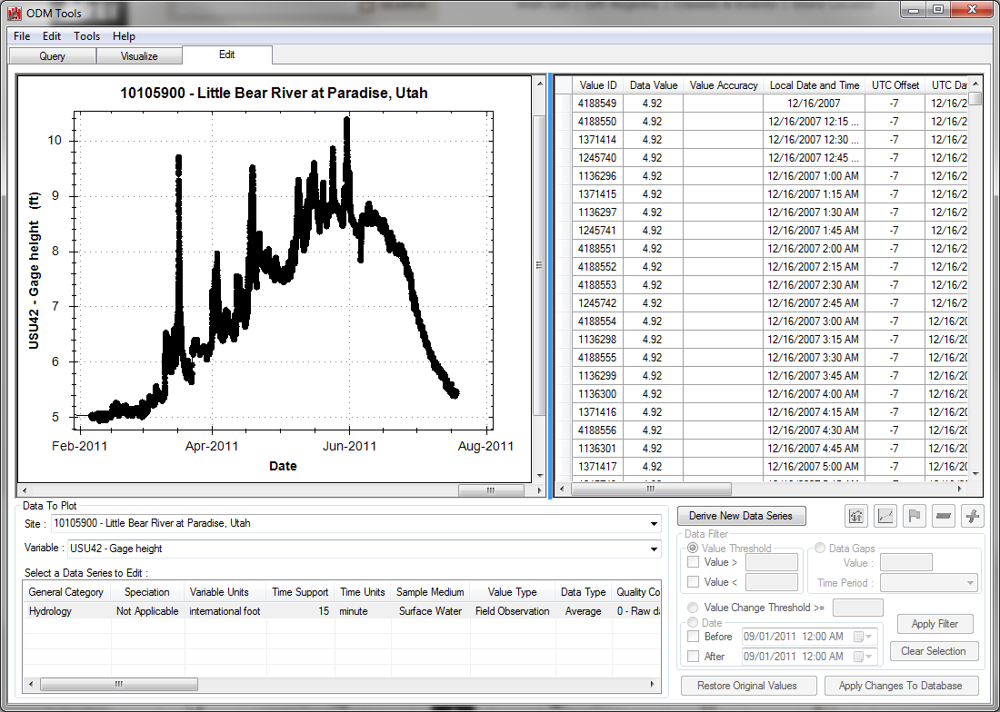 ODM Tools
File Edit Tools Help
Query Visualize Edit
10105900 - Little Bear River at Paradise, Utah
USU42 - Gage height (ft)
10
9
8
7
6
5
Feb-2011 Apr-2011 Jun-2011 Aug-2011
Date
Value ID Data Value Value Accuracy Local Date and Time UTC Offset UTC Da
4188549 4.92 12/16/2007 -7 12/16/2
4188550 4.92 12/16/2007 12:15 ... -7 12/16/2
1371414 4.92 12/16/2007 12:30 ... -7 12/16/2
1245740 4.92 12/16/2007 12:45 ... -7 12/16/2
1136296 4.92 12/16/2007 1:00 AM -7 12/16/2
1371415 4.92 12/16/2007 1:15 AM -7 12/16/2
1136297 4.92 12/16/2007 1:30 AM -7 12/16/2
1245741 4.92 12/16/2007 1:45 AM -7 12/16/2
4188551 4.92 12/16/2007 2:00 AM -7 12/16/2
4188552 4.92 12/16/2007 2:15 AM -7 12/16/2
4188553 4.92 12/16/2007 2:30 AM -7 12/16/2
1245742 4.92 12/16/2007 2:45 AM -7 12/16/2
4188554 4.92 12/16/2007 3:00 AM -7 12/16/20
1136298 4.92 12/16/2007 3:15 AM -7 12/16/20
4188555 4.92 12/16/2007 3:30 AM -7 12/16/20
1136299 4.92 12/16/2007 3:45 AM -7 12/16/20
1136300 4.92 12/16/2007 4:00 AM -7 12/16/20
1371416 4.92 12/16/2007 4:15 AM -7 12/16/20
4188556 4.92 12/16/2007 4:30 AM -7 12/16/20
1136301 4.92 12/16/2007 4:45 AM -7 12/16/20
1371417 4.92 12/16/2007 5:00 AM -7 12/16/20
Data To Plot
Site : 10105900 - Little Bear River at Paradise, Utah
Variable : USU42 - Gage height
Select a Data Series to Edit :
General Category Speciation Variable Units Time Support Time Units Sample Medium Value Type Data Type Quality Co
Hydrology Not Applicable international foot 15 minute Surface Water Field Observation Average 0 - Raw da
Derive New Data Series
Data Filter
Value Threshold
Value >
Value <
Data Gaps
Value :
Time Period :
Value Change Threshold >=
Date
Before 09/01/2011 12:00 AM
After 09/01/2011 12:00 AM
Apply Filter
Clear Selection
Restore Original Values Apply Changes To Database